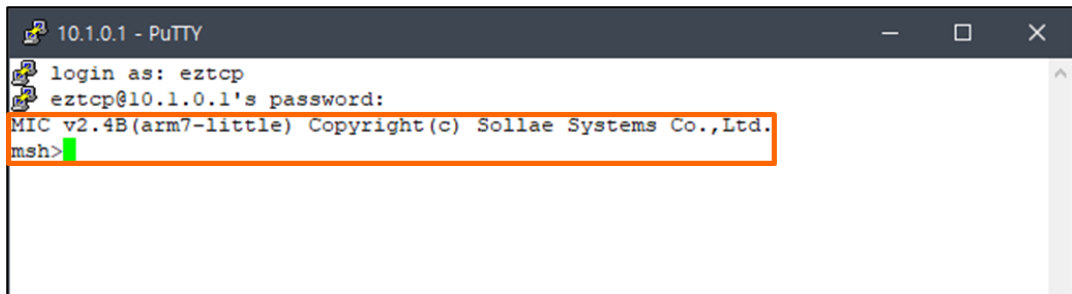 10.1.0.1 - PuTTY
login as: eztcp
eztcp@10.1.0.1's password:
MIC v2.4B(arm7-little) Copyright(c) Sollae Systems Co.,Ltd.
msh>